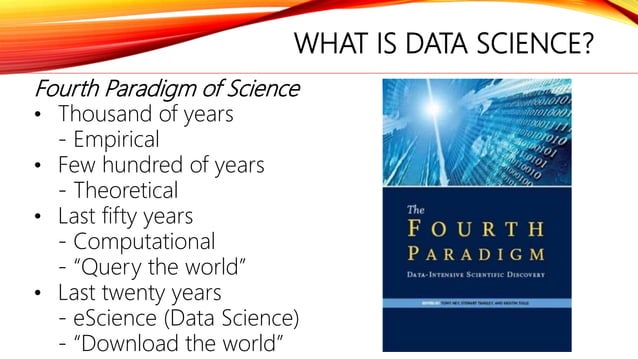 WHAT IS DATA SCIENCE?
Fourth Paradigm of Science
• Thousand of years
- Empirical
• Few hundred of years
- Theoretical
• Last fifty years
- Computational
- “Query the world”
• Last twenty years
- eScience (Data Science)
- “Download the world”
The
FOURTH
PARADIGM
DATA-INTENSIVE SCIENTIFIC DISCOVERY
EDITED BY TONY HEY, STEWART TANSLEY, AND KRISTIN TOLLE